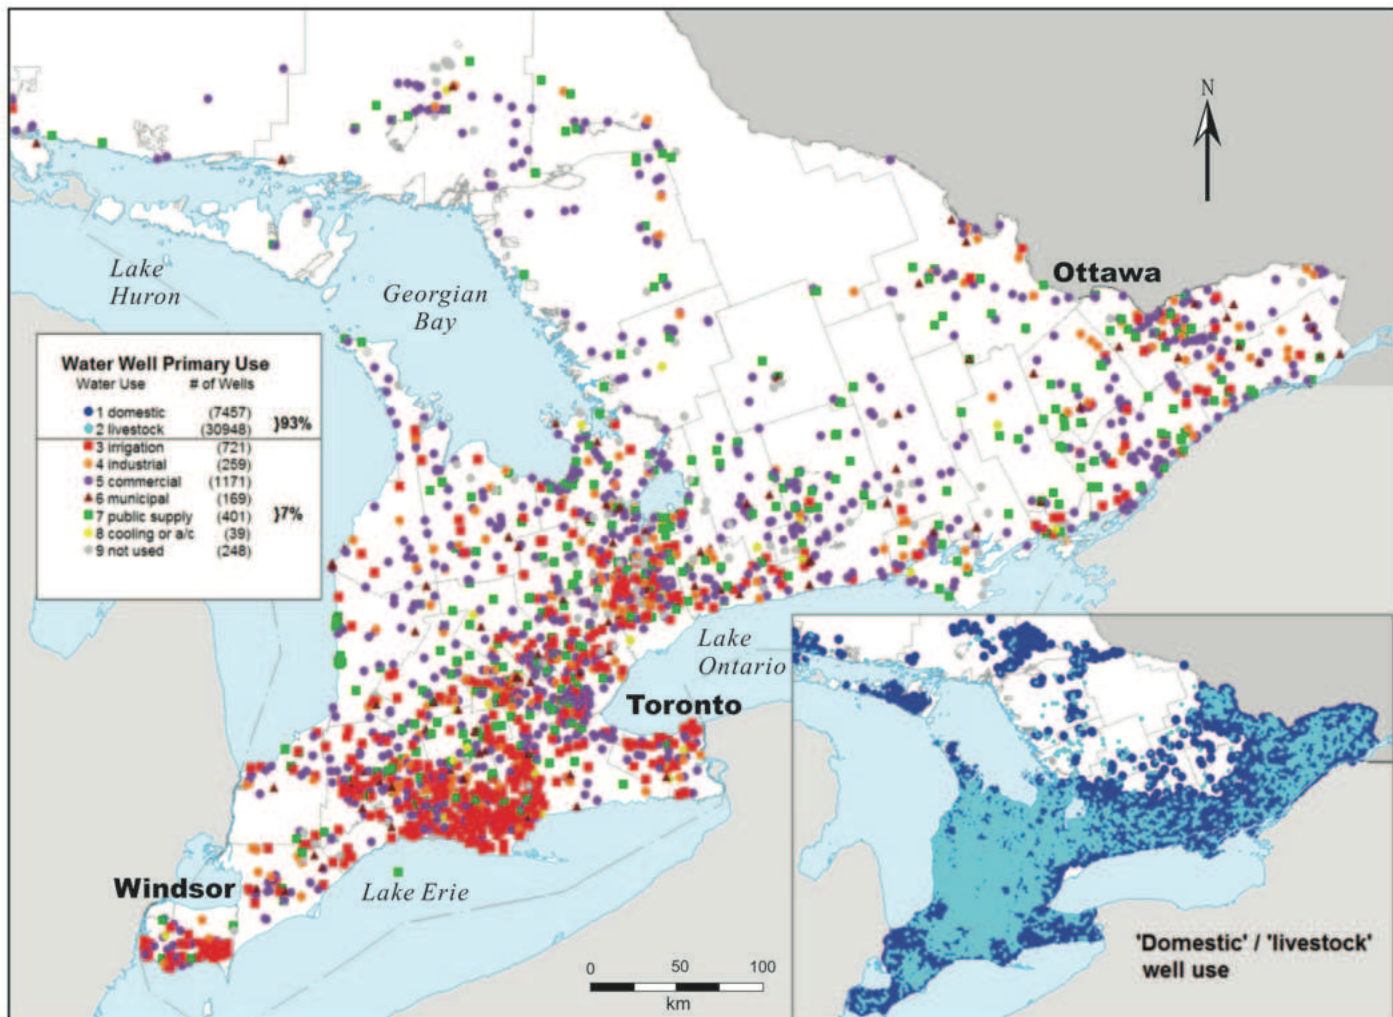 N
Ottawa
Lake
Huron
Georgian
Bay
Water Well Primary Use
Water Use # of Wells
1 domestic (7457)
2 livestock (30948)
}93%
3 irrigation (721)
4 industrial (259)
5 commercial (1171)
6 municipal (169)
7 public supply (401)
}7%
8 cooling or a/c (39)
9 not used (248)
Lake
Ontario
Toronto
Windsor
Lake Erie
0 50 100
km
'Domestic' / 'livestock'
well use